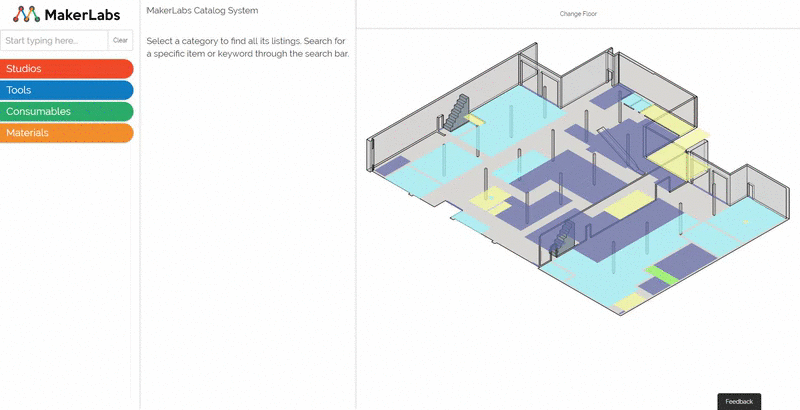 MakerLabs
Start typing here...
Clear
Studios
Tools
Consumables
Materials
MakerLabs Catalog System
Select a category to find all its listings. Search for
a specific item or keyword through the search bar.
Change Floor
Feedback